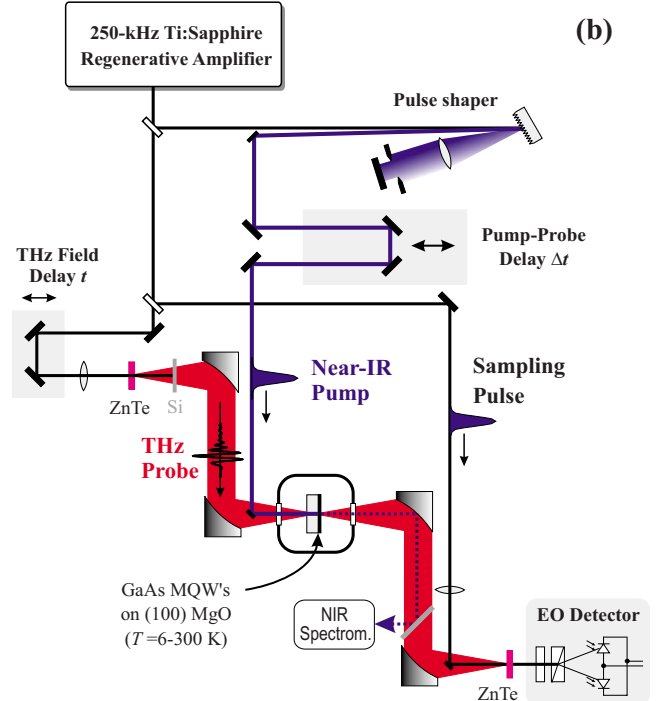 250-kHz Ti:Sapphire
Regenerative Amplifier
(b)
Pulse shaper
THz Field
Delay t
Pump-Probe
Delay Δt
Near-IR
Pump
Sampling
Pulse
ZnTe
Si
THz
Probe
GaAs MQW's
on (100) MgO
(T =6-300 K)
NIR
Spectrom.
EO Detector
ZnTe